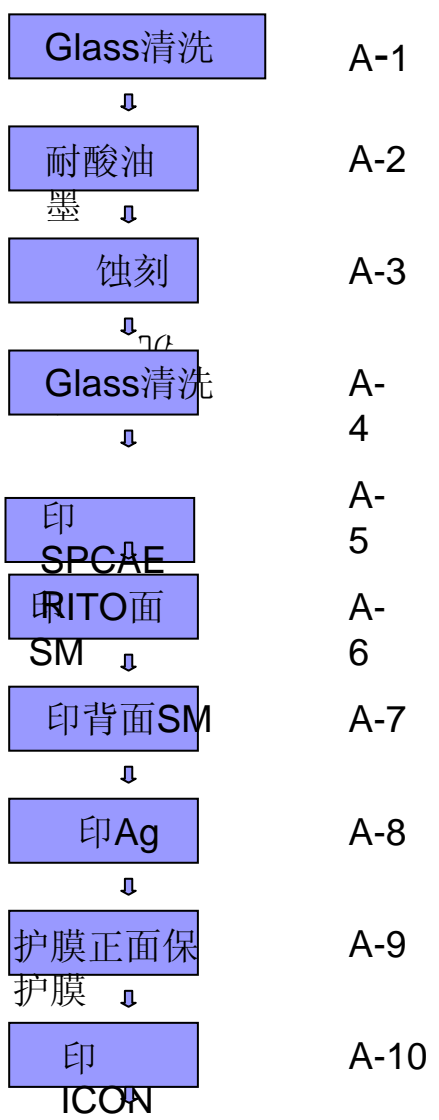 Glass清洗
A-1
耐酸油
墨
A-2
蚀刻
A-3
Glass清洗
A-
4
印
SPCAE
R
A-
5
印ITO面
SM
A-
6
印背面SM
A-7
印Ag
A-8
护膜正面保
护膜
A-9
印
ICON
A-10